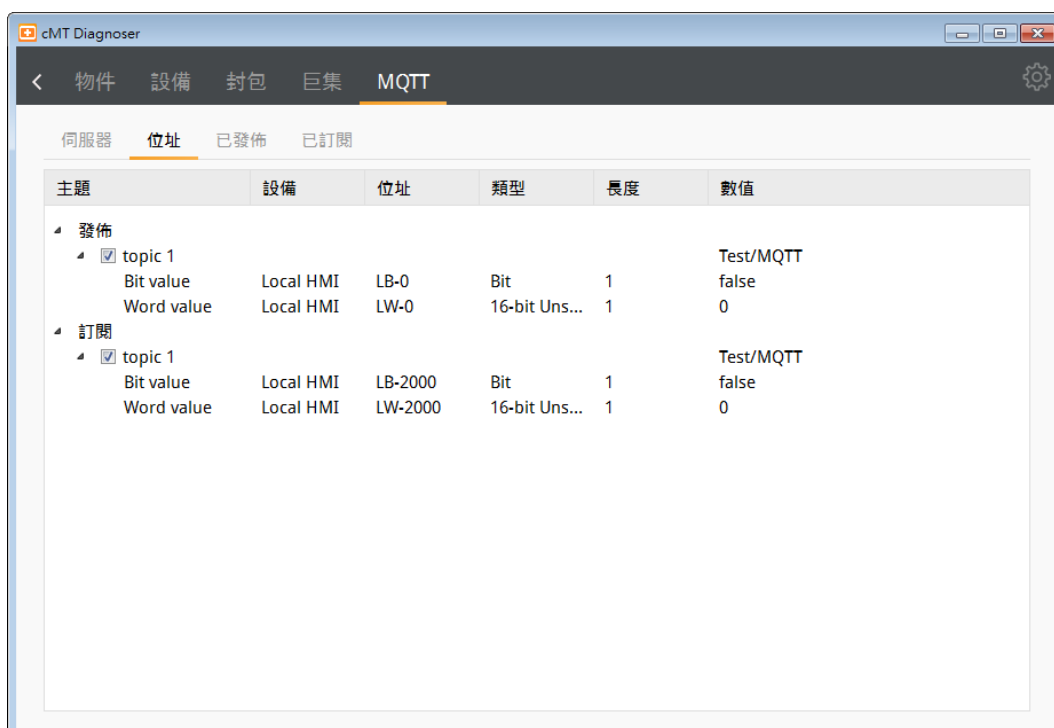 cMT Diagnoser
物件 設備 封包 巨集 MQTT
伺服器 位址 已發佈 已訂閱
主題 設備 位址 類型 長度 數值
發佈
topic 1 Test/MQTT
Bit value Local HMI LB-0 Bit 1 false
Word value Local HMI LW-0 16-bit Uns... 1 0
訂閱
topic 1 Test/MQTT
Bit value Local HMI LB-2000 Bit 1 false
Word value Local HMI LW-2000 16-bit Uns... 1 0